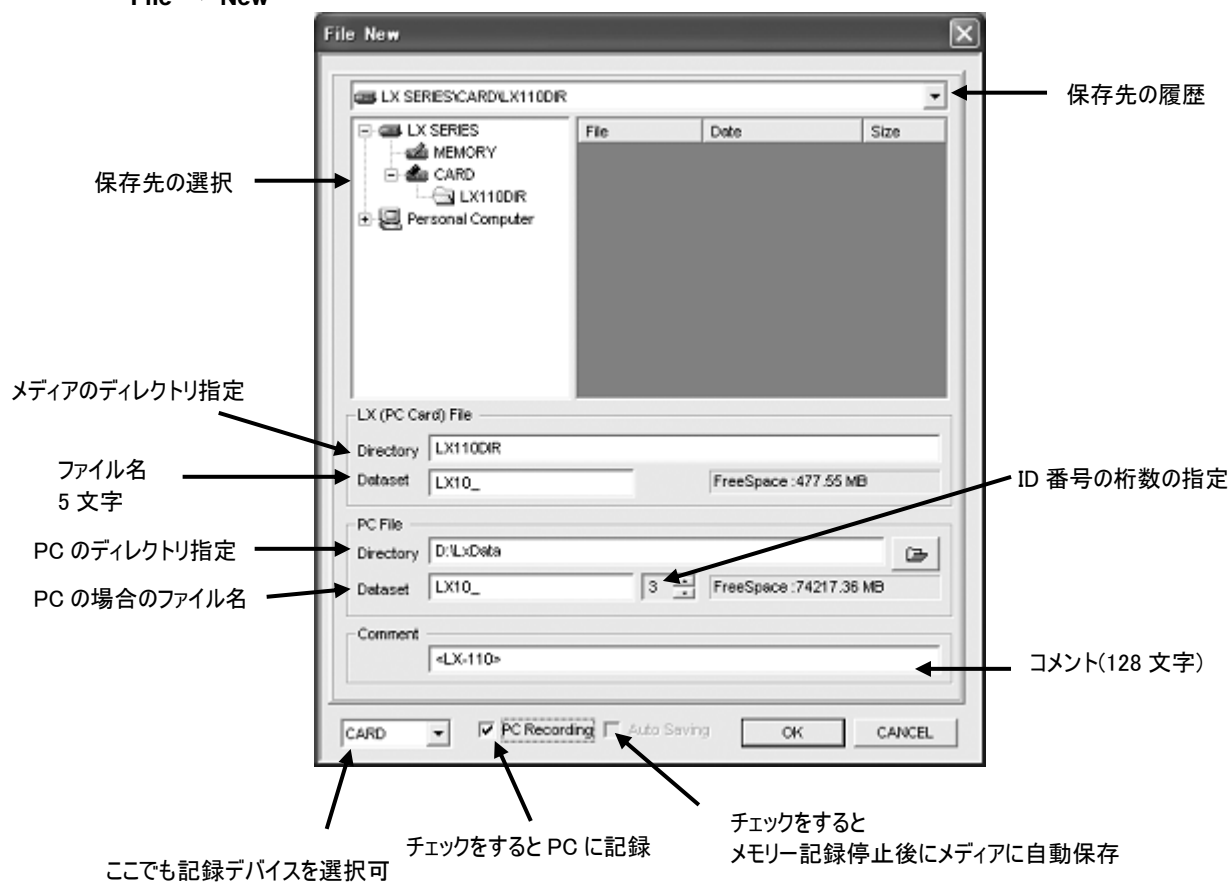 File New
File New
LX SERIES\CARD\LX110DIR
保存先の履歴
LX SERIES
MEMORY
CARD
LX110DIR
Personal Computer
File Date Size
保存先の選択
メディアのディレクトリ指定
LX (PC Card) File
Directory LX110DIR
ファイル名
5 文字
Dataset LX10_ FreeSpace :477.55 MB
ID 番号の桁数の指定
PC File
PC のディレクトリ指定
Directory D:\LxData
PC の場合のファイル名
Dataset LX10_ 3 FreeSpace :74217.36 MB
Comment
<LX-110>
コメント(128 文字)
CARD PC Recording Auto Saving OK CANCEL
ここでも記録デバイスを選択可
チェックをすると PC に記録
チェックをすると
メモリー記録停止後にメディアに自動保存